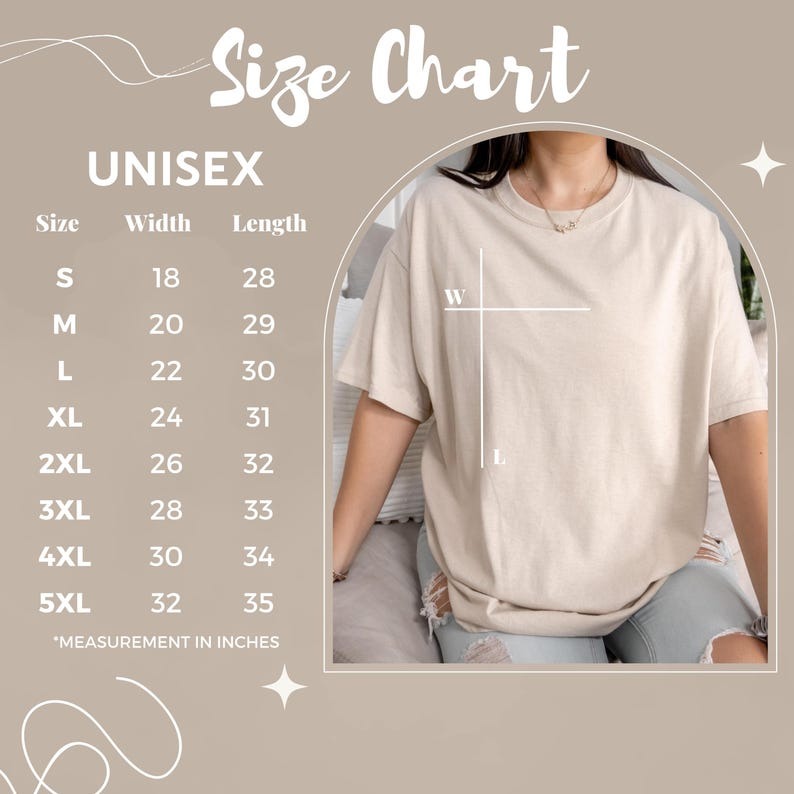 Size Chart
UNISEX
Size Width Length
S 18 28
M 20 29
L 22 30
XL 24 31
2XL 26 32
3XL 28 33
4XL 30 34
5XL 32 35
*MEASUREMENT IN INCHES
W
L